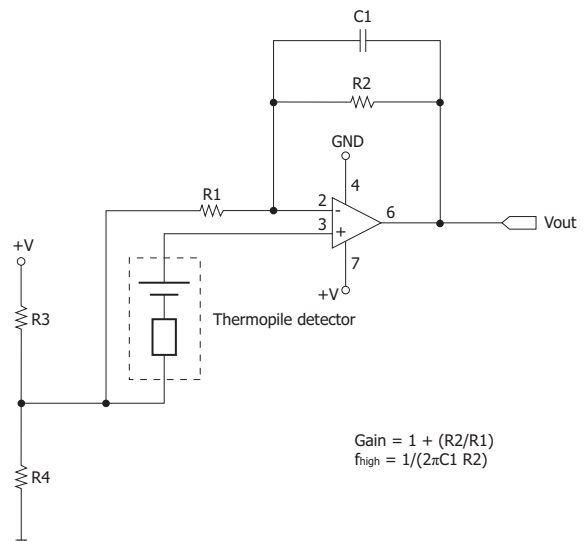 C1
R2
GND
4
R1
2
-
6
3
+
Vout
+V
7
+V
R3
Thermopile detector
Gain = 1 + (R2/R1)
fhigh = 1/(2πC1 R2)
R4